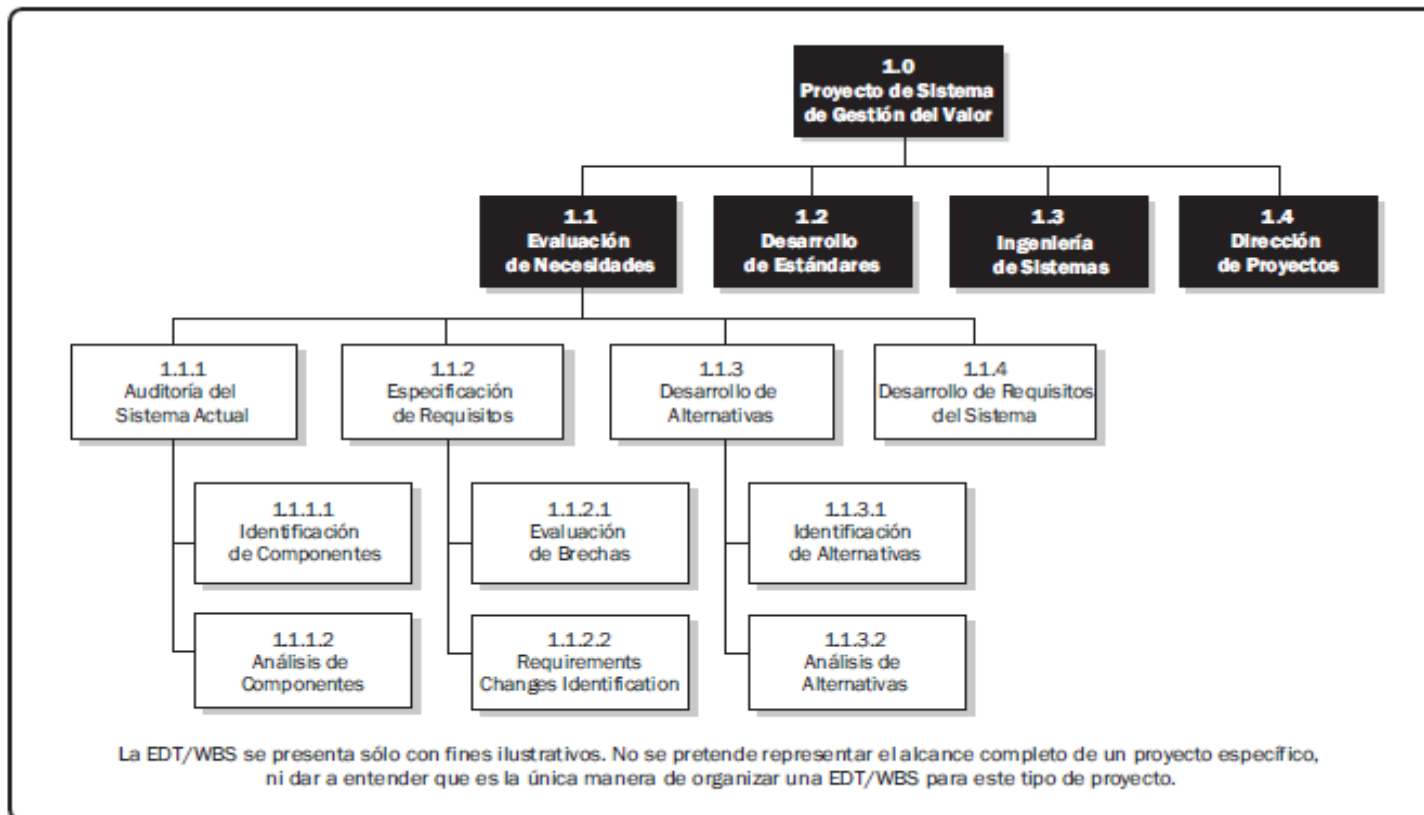 1.0
Proyecto de Sistema
de Gestión del Valor
1.1
Evaluación
de Necesidades
1.2
Desarrollo
de Estándares
1.3
Ingeniería
de Sistemas
1.4
Dirección
de Proyectos
1.1.1
Auditoría del
Sistema Actual
1.1.2
Especificación
de Requisitos
1.1.3
Desarrollo de
Alternativas
1.1.4
Desarrollo de Requisitos
del Sistema
1.1.1.1
Identificación
de Componentes
1.1.2.1
Evaluación
de Brechas
1.1.3.1
Identificación
de Alternativas
1.1.1.2
Análisis de
Componentes
1.1.2.2
Requirements
Changes Identification
1.1.3.2
Análisis de
Alternativas
La EDT/WBS se presenta sólo con fines ilustrativos. No se pretende representar el alcance completo de un proyecto específico,
ni dar a entender que es la única manera de organizar una EDT/WBS para este tipo de proyecto.